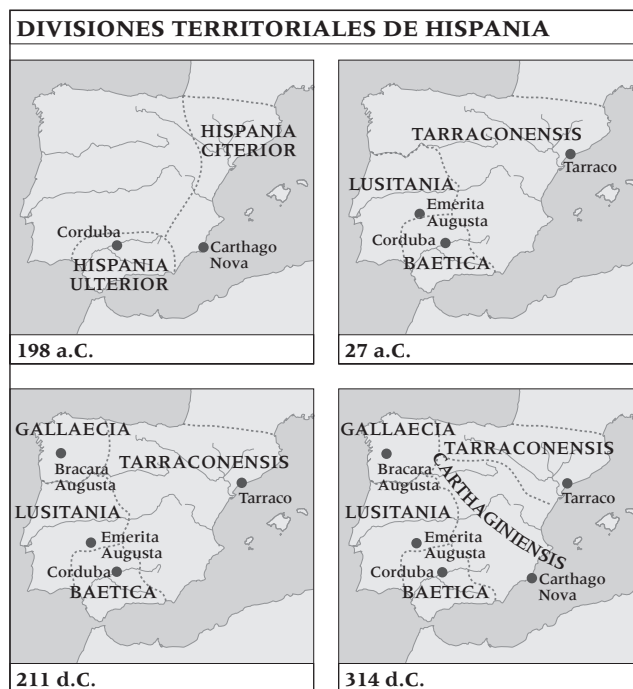 DIVISIONES TERRITORIALES DE HISPANIA
HISPANIA
CITERIOR
Corduba
Carthago
Nova
HISPANIA
ULTERIOR
198 a.C.
TARRACONENSIS
Tarraco
LUSITANIA
Emerita
Augusta
Corduba
BAETICA
27 a.C.
GALLAECIA
Bracara
Augusta
TARRACONENSIS
Tarraco
LUSITANIA
Emerita
Augusta
Corduba
BAETICA
211 d.C.
GALLAECIA
TARRACONENSIS
Bracara
Augusta
CARTHAGINIENSIS
Tarraco
LUSITANIA
Emerita
Augusta
Corduba
Carthago
Nova
BAETICA
314 d.C.